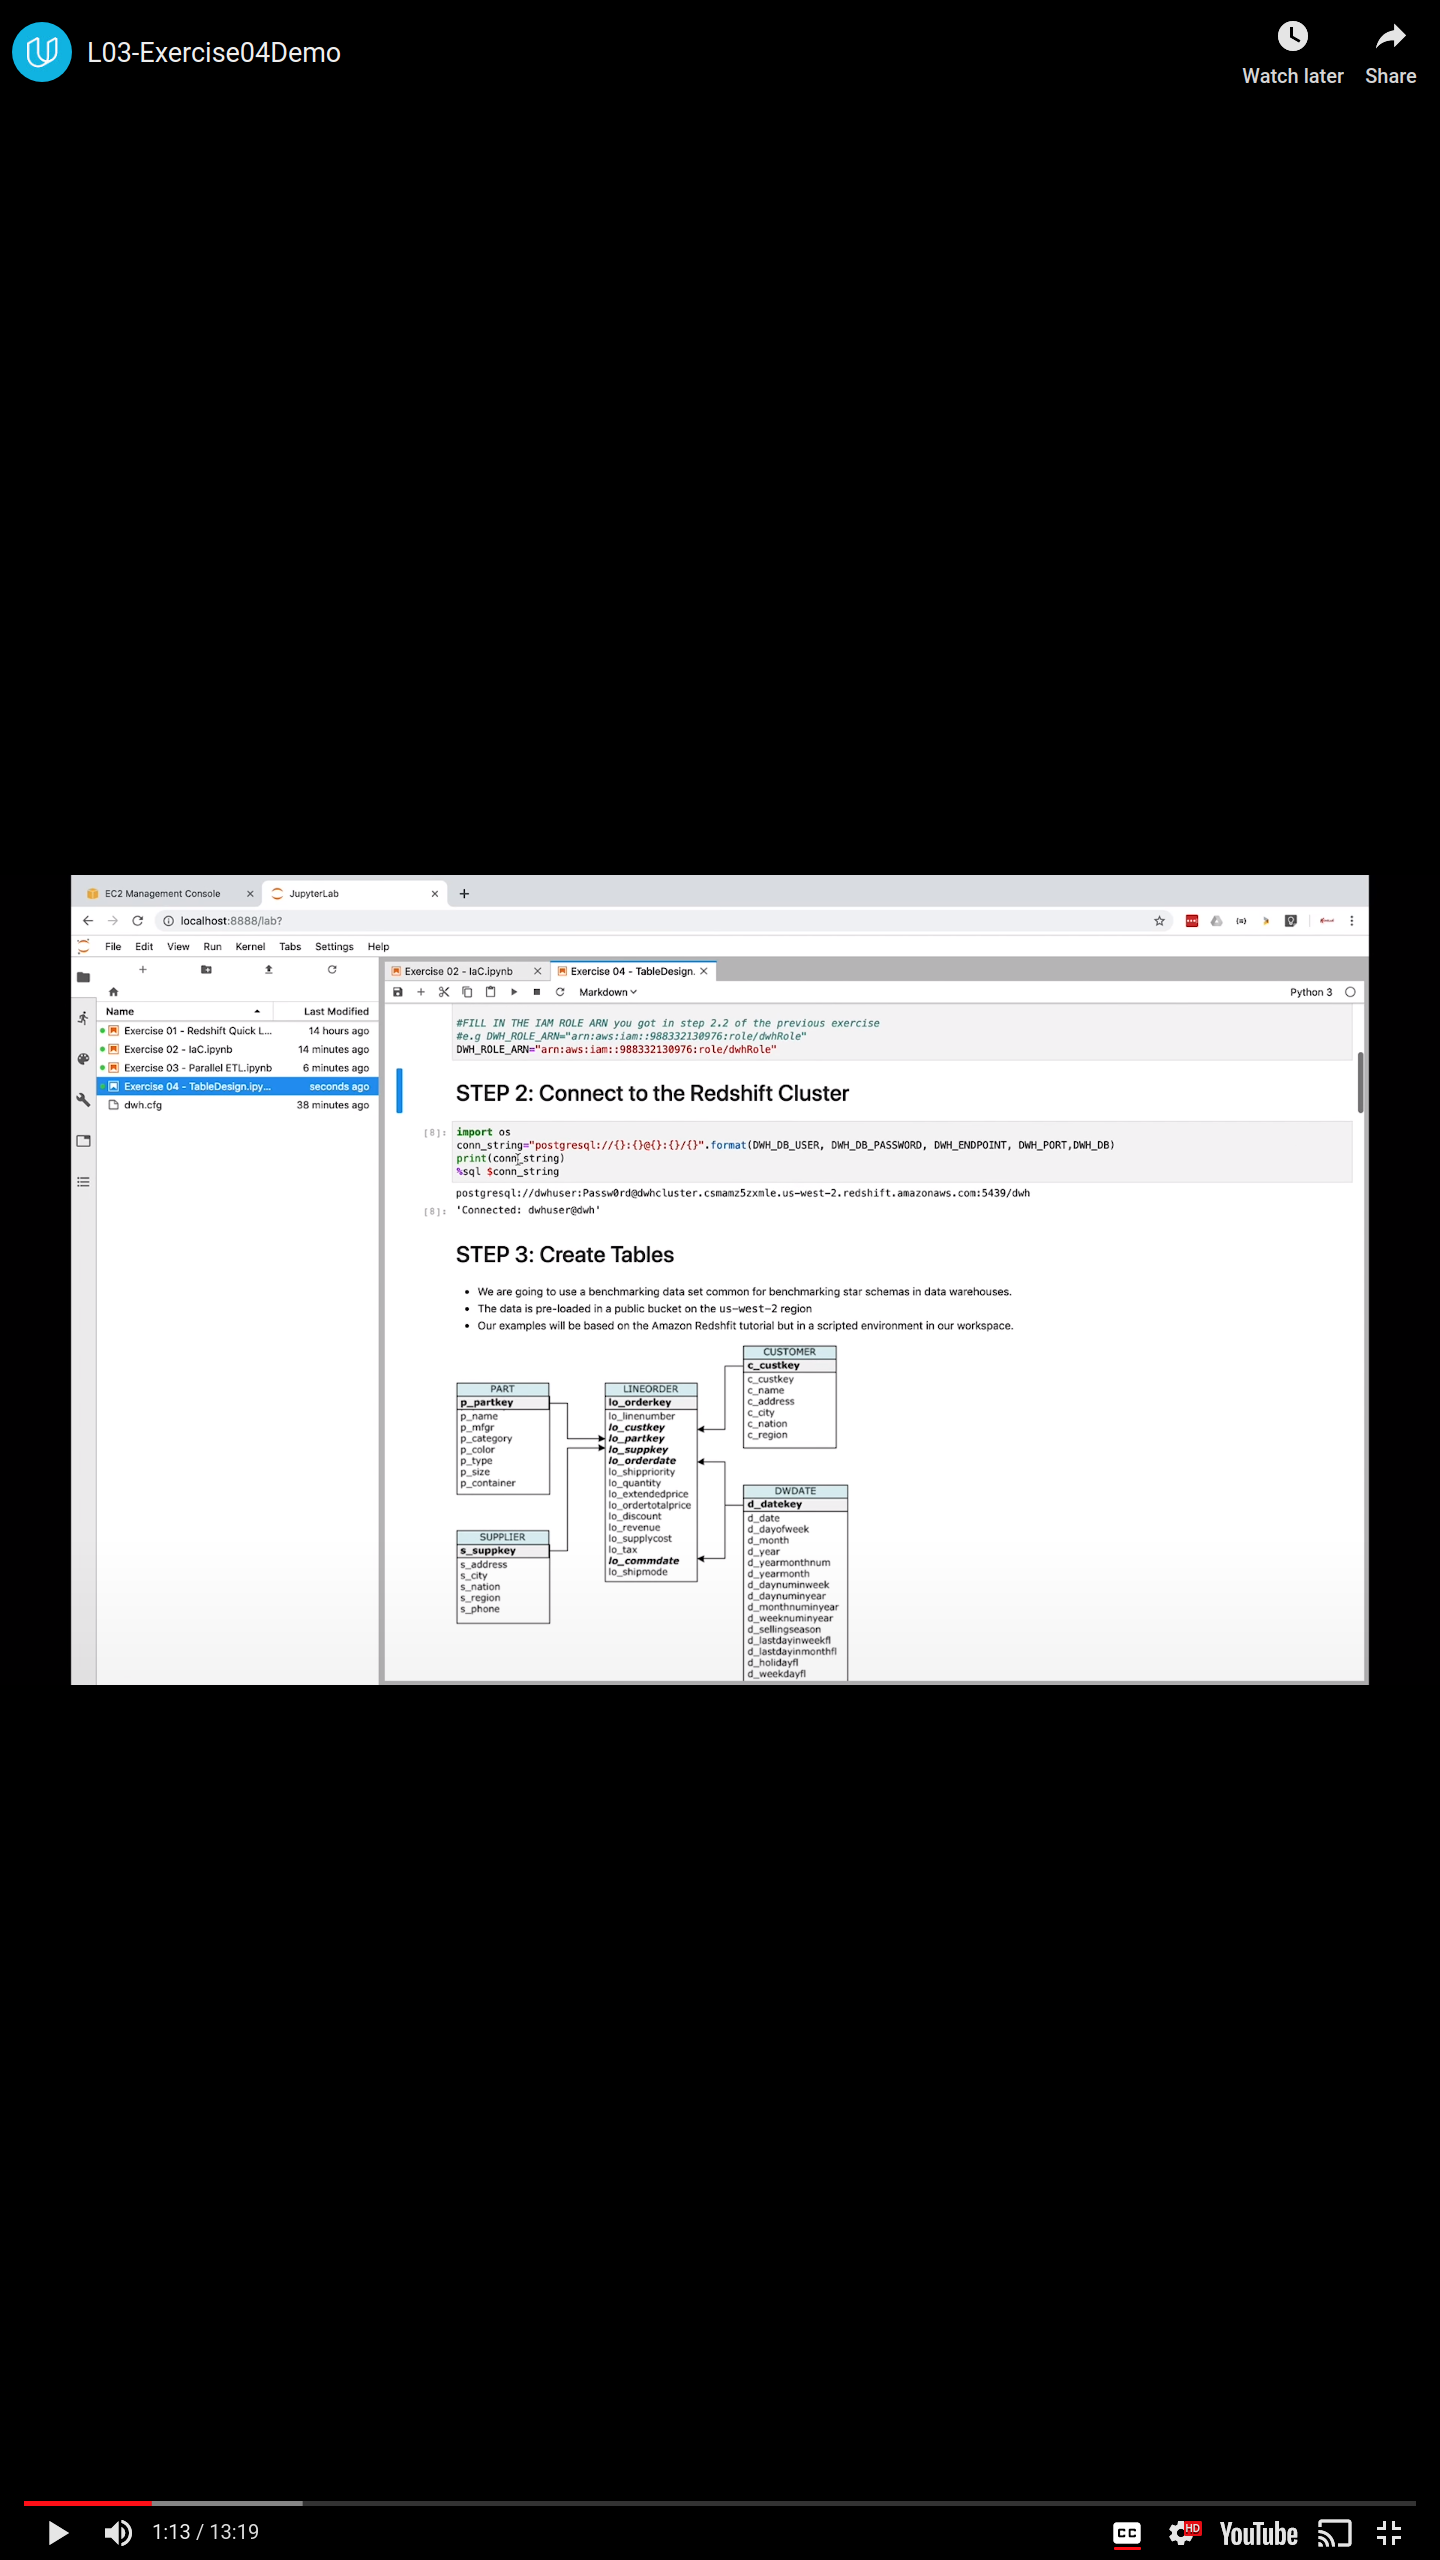 L03-Exercise04Demo
Watch later
Share
EC2 Management Console
JupyterLab
localhost:8888/lab?
File Edit View Run Kernel Tabs Settings Help
Exercise 02 - IaC.ipynb
Exercise 04 - TableDesign.
Markdown
Python 3
Name
Last Modified
Exercise 01 - Redshift Quick L... 14 hours ago
Exercise 02 - IaC.ipynb 14 minutes ago
Exercise 03 - Parallel ETL.ipynb 6 minutes ago
Exercise 04 - TableDesign.ipy... seconds ago
dwh.cfg 38 minutes ago
#FILL IN THE IAM ROLE ARN you got in step 2.2 of the previous exercise
#e.g DWH_ROLE_ARN="arn:aws:iam::988332130976:role/dwhRole"
DWH_ROLE_ARN="arn:aws:iam::988332130976:role/dwhRole"
STEP 2: Connect to the Redshift Cluster
[8]: import os
conn_string="postgresql://{}:{}@{}:{}/{}".format(DWH_DB_USER, DWH_DB_PASSWORD, DWH_ENDPOINT, DWH_PORT,DWH_DB)
print(conn_string)
%sql $conn_string
postgresql://dwhuser:Passw0rd@dwhcluster.csmamz5zxmle.us-west-2.redshift.amazonaws.com:5439/dwh
[8]: 'Connected: dwhuser@dwh'
STEP 3: Create Tables
• We are going to use a benchmarking data set common for benchmarking star schemas in data warehouses.
• The data is pre-loaded in a public bucket on the us-west-2 region
• Our examples will be based on the Amazon Redshfit tutorial but in a scripted environment in our workspace.
PART
p_partkey
p_name
p_mfgr
p_category
p_color
p_type
p_size
p_container
SUPPLIER
s_suppkey
s_address
s_city
s_nation
s_region
s_phone
LINEORDER
lo_orderkey
lo_linenumber
lo_custkey
lo_partkey
lo_suppkey
lo_orderdate
lo_shippriority
lo_quantity
lo_extendedprice
lo_ordertotalprice
lo_discount
lo_revenue
lo_supplycost
lo_tax
lo_commdate
lo_shipmode
CUSTOMER
c_custkey
c_custkey
c_name
c_address
c_city
c_nation
c_region
DWDATE
d_datekey
d_date
d_dayofweek
d_month
d_year
d_yearmonthnum
d_yearmonth
d_daynuminweek
d_daynuminyear
d_monthnuminyear
d_weeknuminyear
d_sellingseason
d_lastdayinweekfl
d_lastdayinmonthfl
d_holidayfl
d_weekdayfl
1:13 / 13:19
CC
HD
YouTube